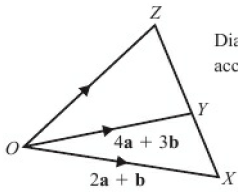 Z
Dia
acc
Y
O
4a + 3b
2a + b
X